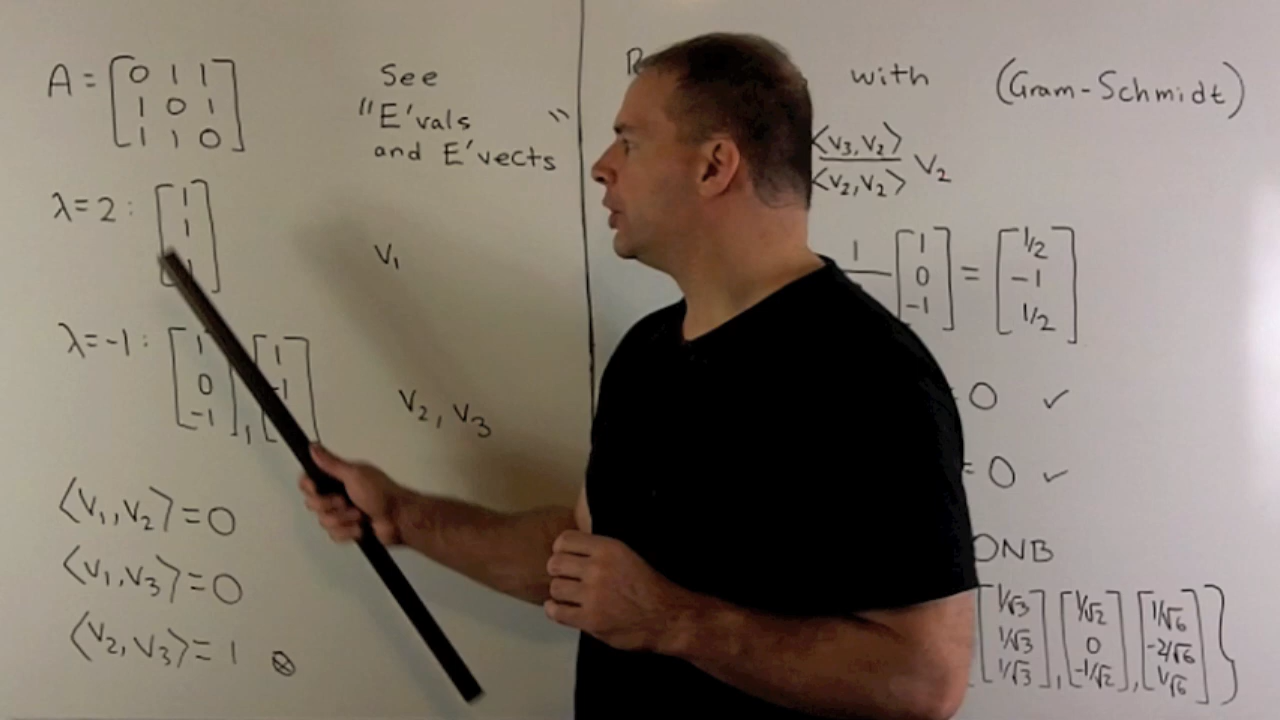 A = [0 1 1
1 0 1
1 1 0]
See
"E'vals
and E'vects"
λ=2: [1
1
1]
v₁
λ=-1: [1
0
-1], [1
-1
v₂, v₃
⟨v₁,v₂⟩=0
⟨v₁,v₃⟩=0
⟨v₂,v₃⟩=1 ⊗
with (Gram-Schmidt)
⟨v₃,v₂⟩
⟨v₂,v₂⟩ v₂
1 [1
0
-1] = [1/2
-1
1/2]
0 ✓
= 0 ✓
ONB
[1/√3
1/√3
1/√3], [1/√2
0
-1/√2], [1/√6
-2/√6
1/√6]}